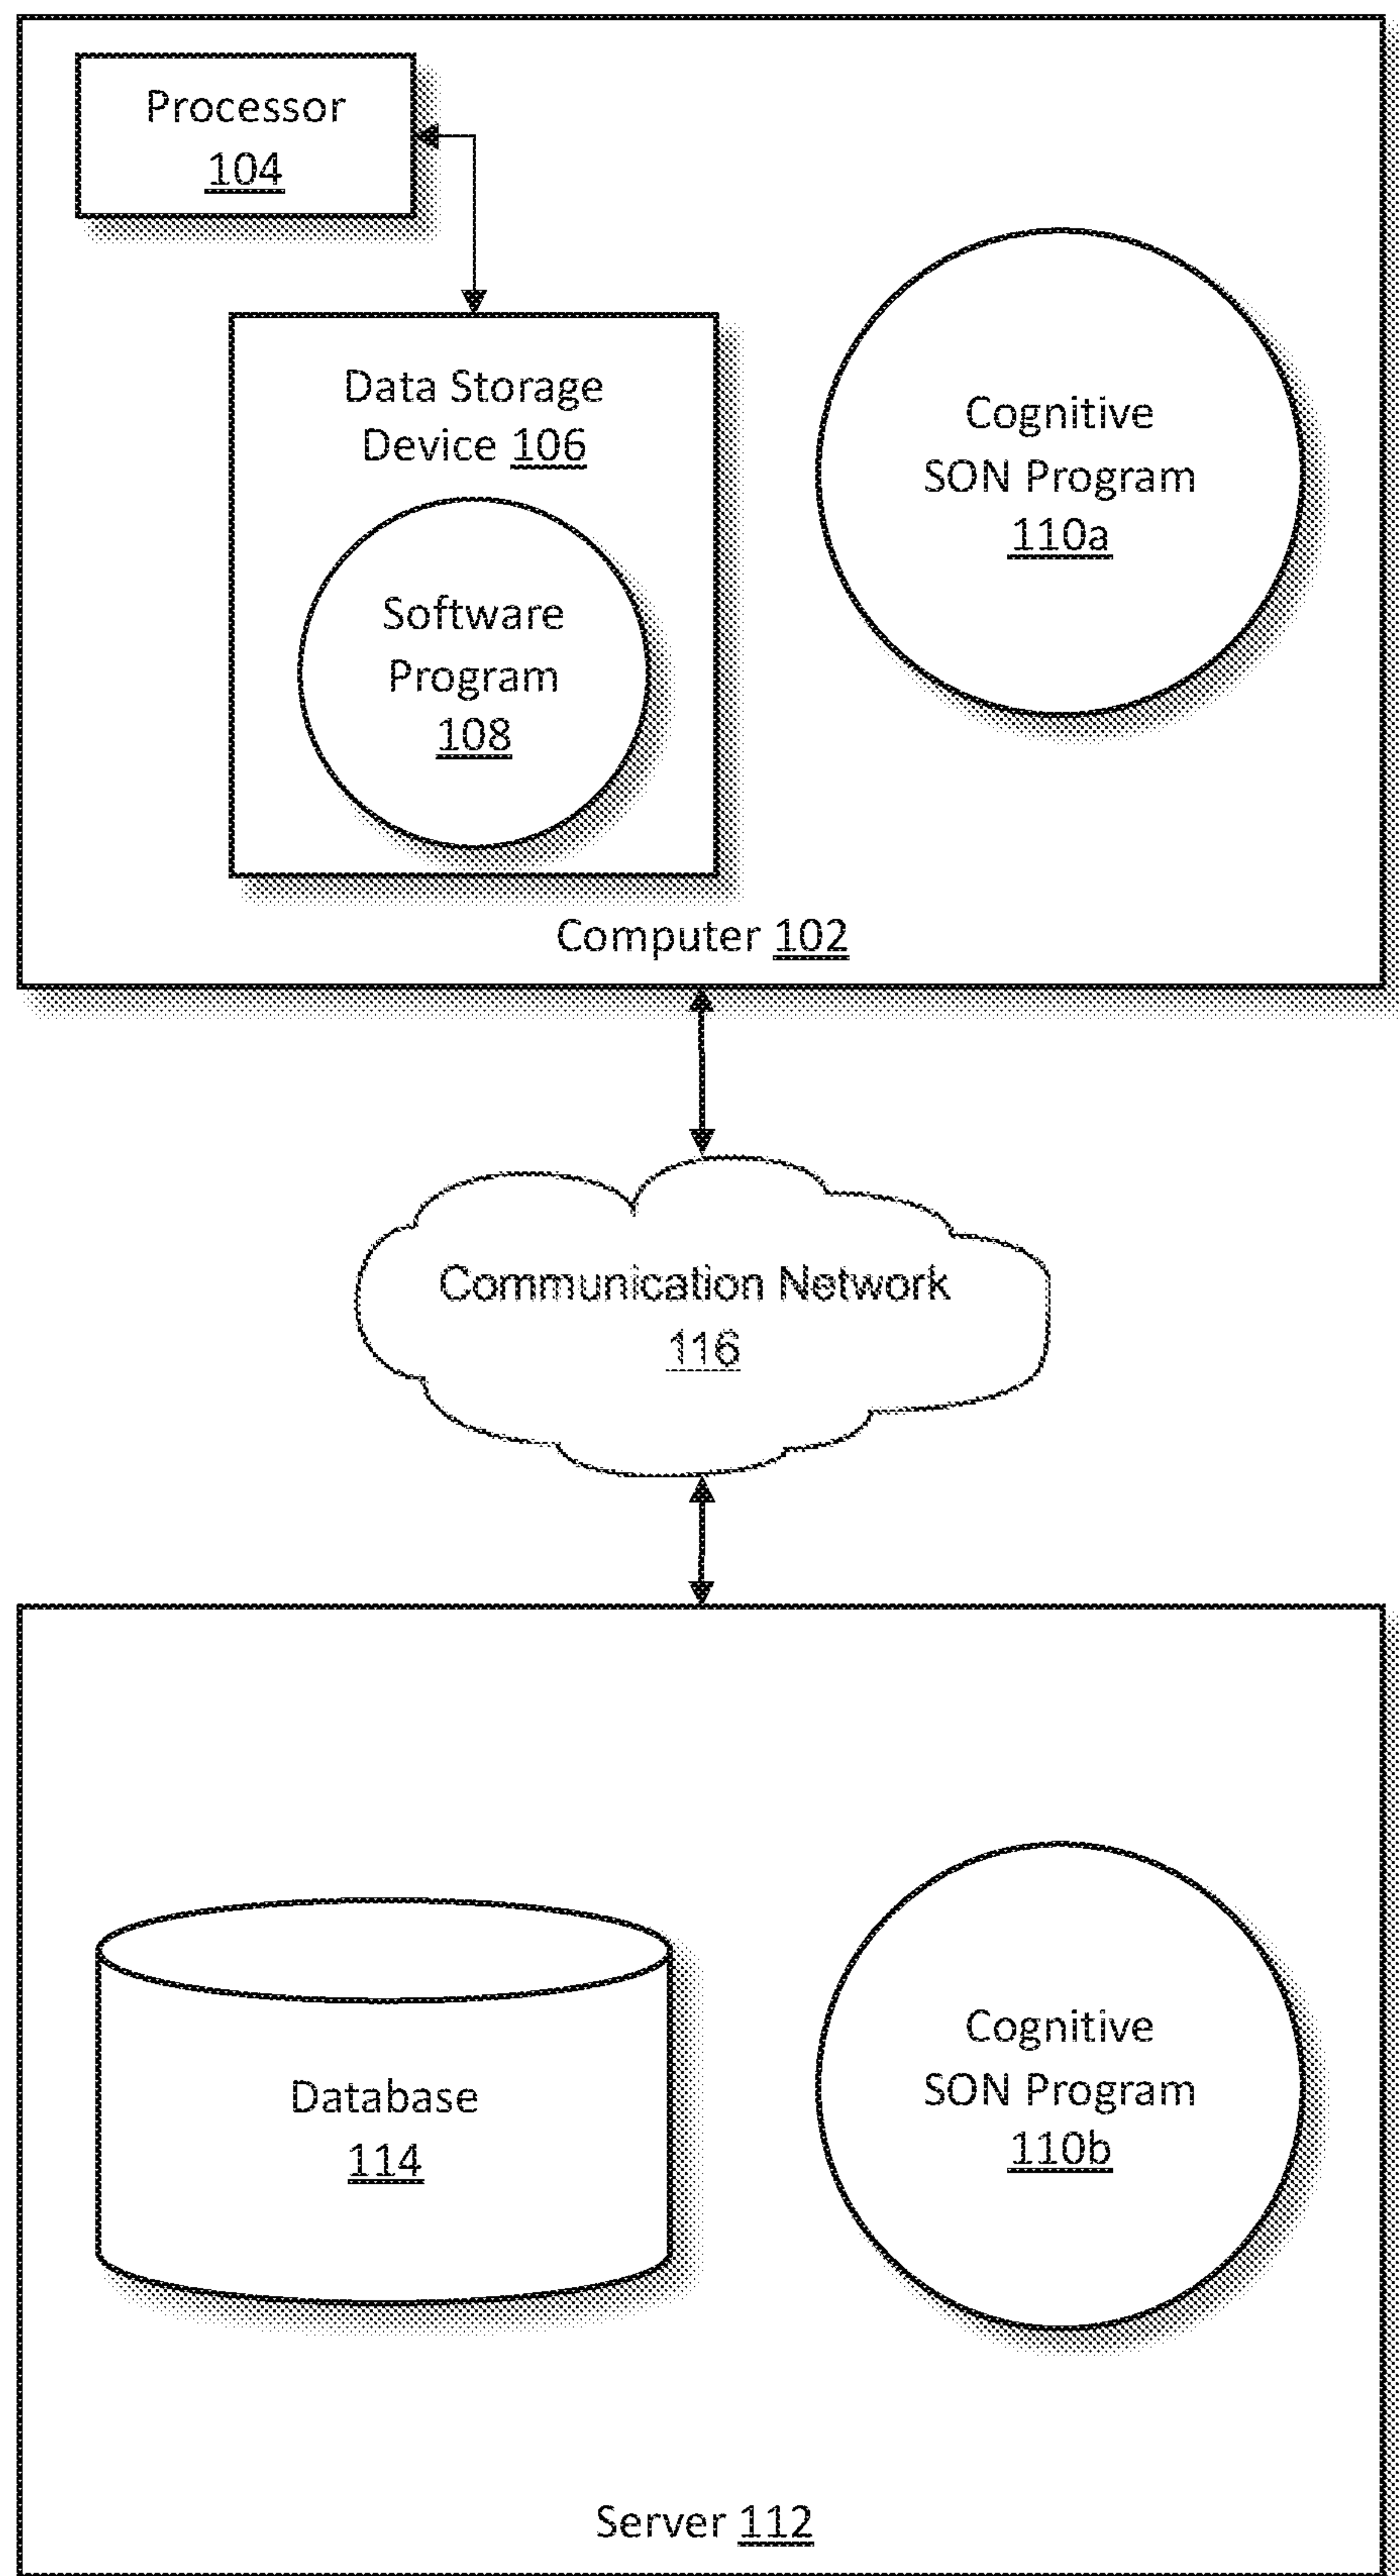 Processor
104
Data Storage
Device 106
Software
Program
108
Cognitive
SON Program
110a
Computer 102
Communication Network
116
Database
114
Cognitive
SON Program
110b
Server 112